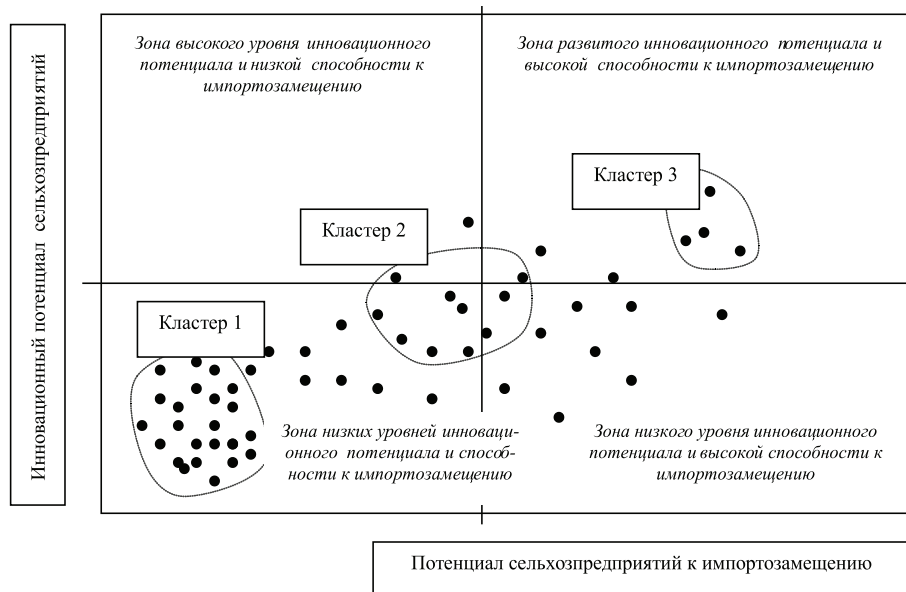 Инновационный потенциал сельхозпредприятий
Зона высокого уровня инновационного
потенциала и низкой способности к
импортозамещению
Зона развитого инновационного потенциала и
высокой способности к импортозамещению
Кластер 3
Кластер 2
Кластер 1
Зона низких уровней инноваци-
онного потенциала и способ-
ности к импортозамещению
Зона низкого уровня инновационного
потенциала и высокой способности к
импортозамещению
Потенциал сельхозпредприятий к импортозамещению